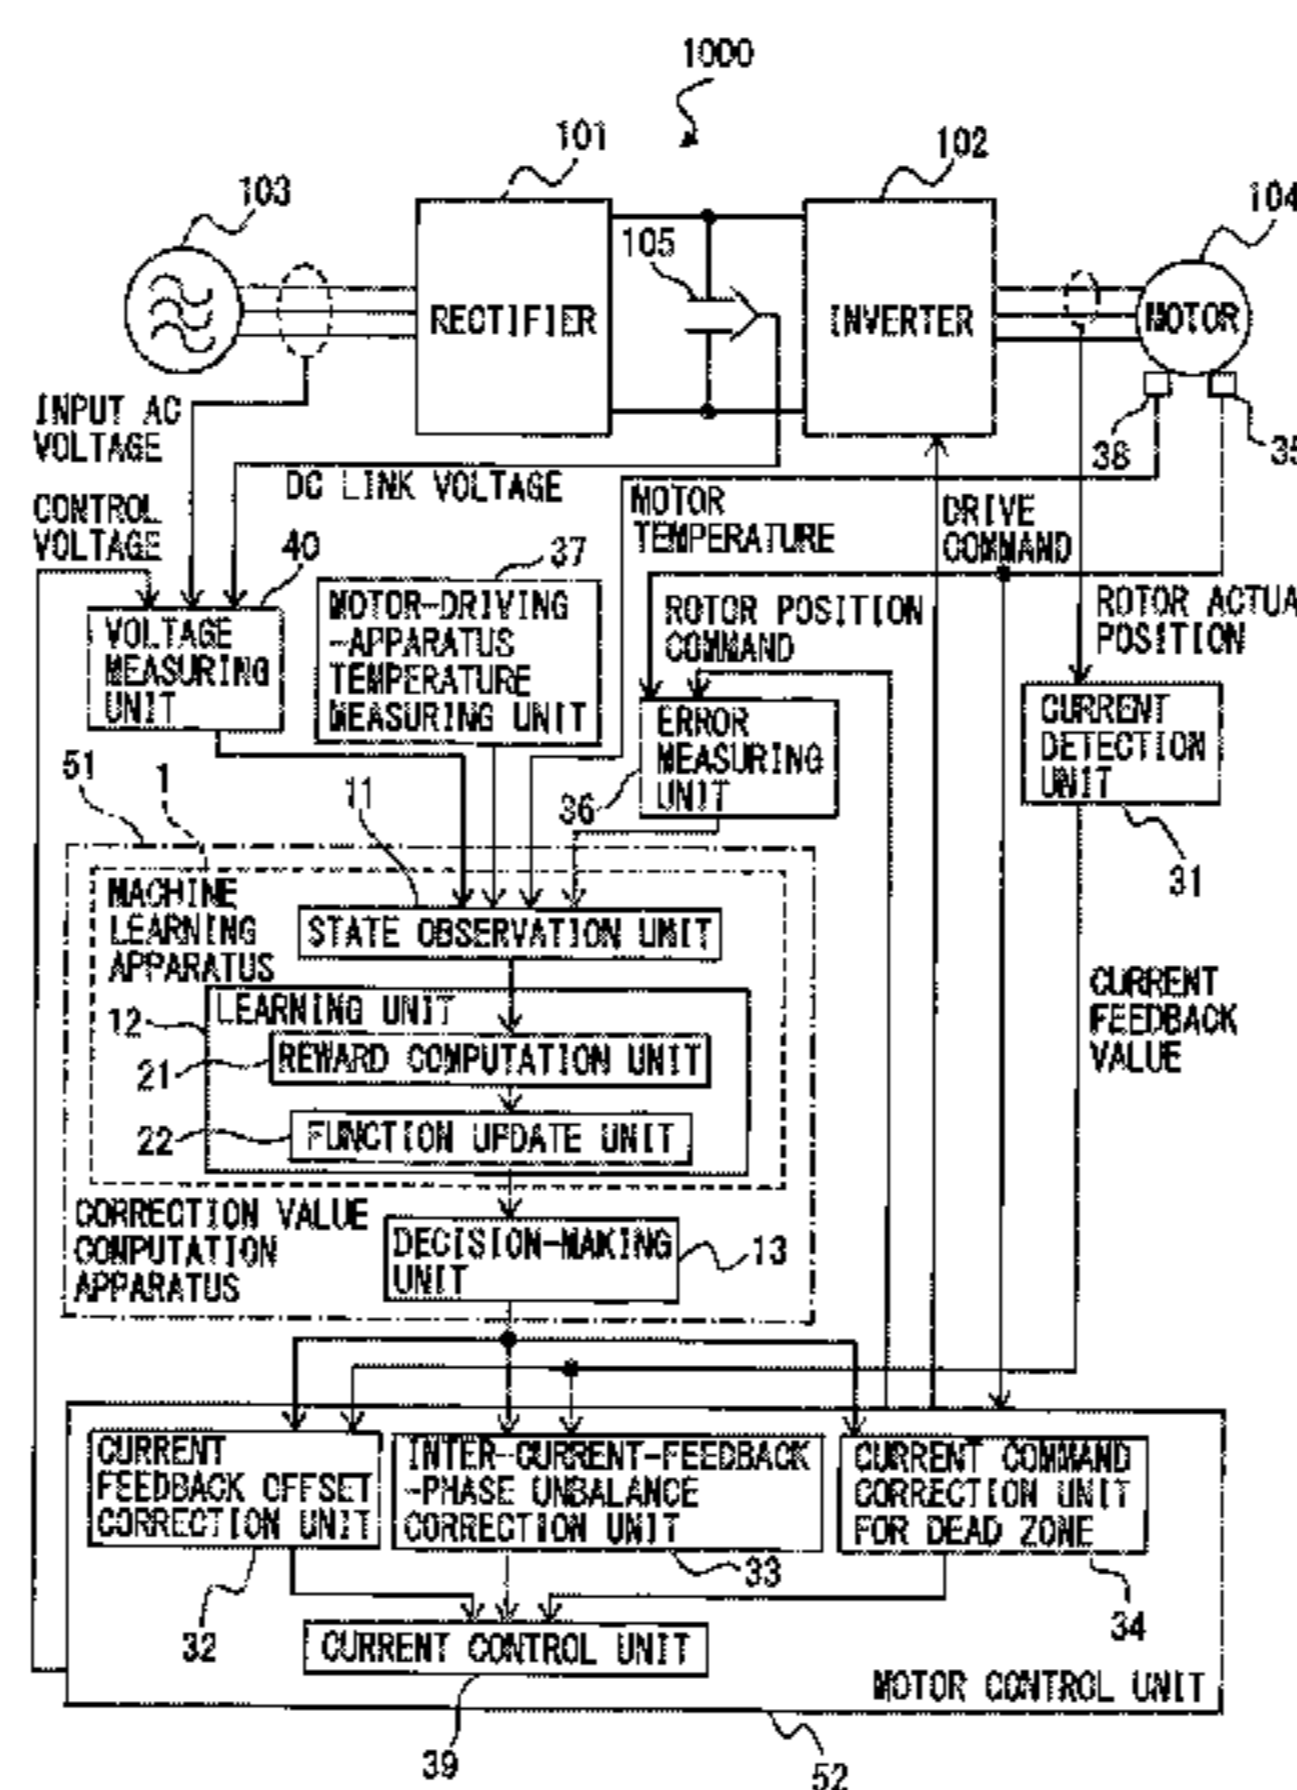 1000
101
102
103
104
105
RECTIFIER
INVERTER
MOTOR
INPUT AC
VOLTAGE
38
35
DC LINK VOLTAGE
CONTROL
VOLTAGE
MOTOR
TEMPERATURE
DRIVE
COMMAND
40
37
VOLTAGE
MEASURING
UNIT
MOTOR-DRIVING
-APPARATUS
TEMPERATURE
MEASURING UNIT
ROTOR POSITION
COMMAND
ROTOR ACTUA
POSITION
ERROR
MEASURING
UNIT
36
CURRENT
DETECTION
UNIT
31
51
1
11
MACHINE
LEARNING
APPARATUS
STATE OBSERVATION UNIT
12
LEARNING UNIT
21
REWARD COMPUTATION UNIT
22
FUNCTION UPDATE UNIT
CURRENT
FEEDBACK
VALUE
CORRECTION VALUE
COMPUTATION
APPARATUS
DECISION-MAKING
UNIT
13
CURRENT
FEEDBACK OFFSET
CORRECTION UNIT
32
INTER-CURRENT-FEEDBACK
-PHASE UNBALANCE
CORRECTION UNIT
33
CURRENT COMMAND
CORRECTION UNIT
FOR DEAD ZONE
34
CURRENT CONTROL UNIT
39
MOTOR CONTROL UNIT
52